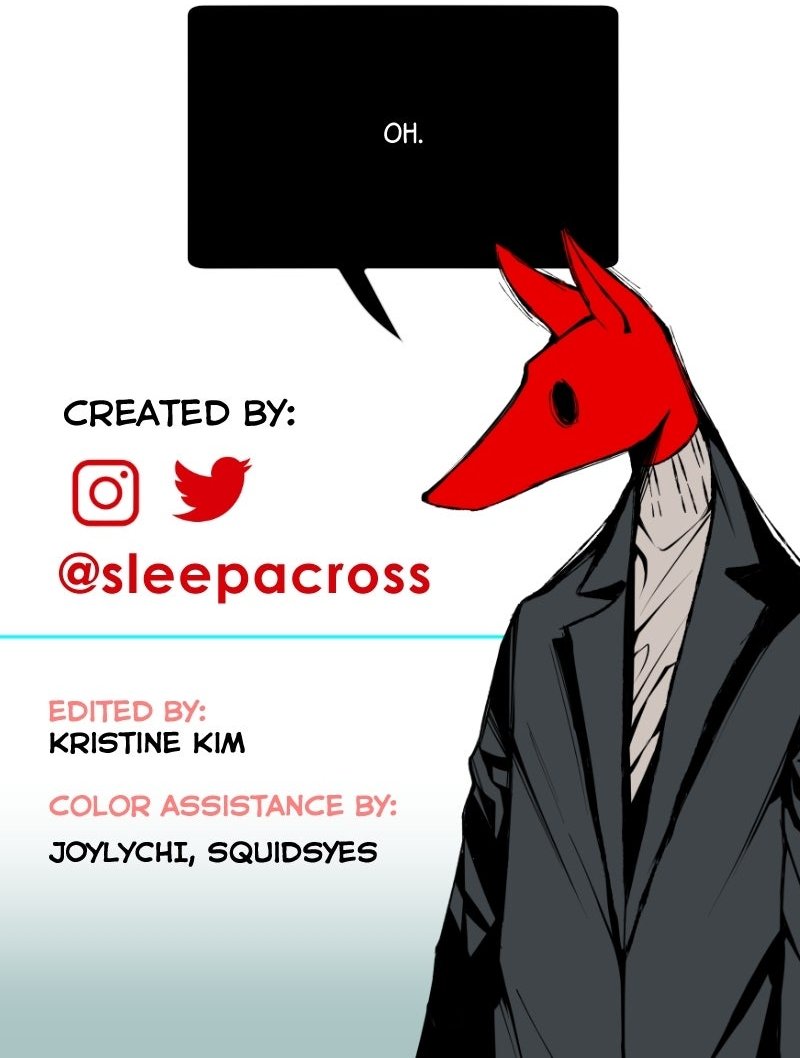 OH.
CREATED BY:
@sleepacross
EDITED BY:
KRISTINE KIM
COLOR ASSISTANCE BY:
JOYLYCHI, SQUIDSYES